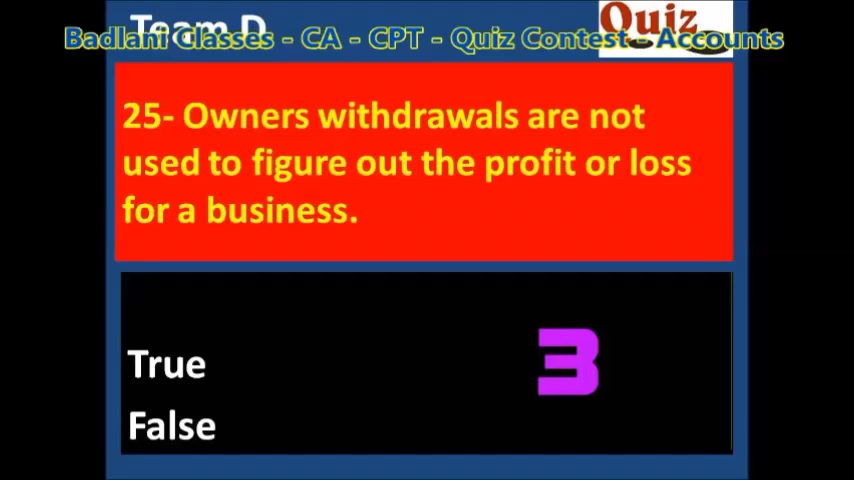 Team D
Quiz
Badlani Classes - CA - CPT - Quiz Contest - Accounts
25- Owners withdrawals are not
used to figure out the profit or loss
for a business.
True
3
False